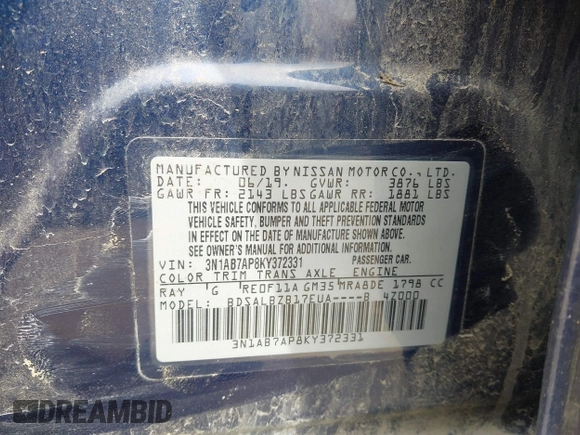 MANUFACTURED BY NISSAN MOTOR CO., LTD.
DATE: 06/19. GVWR: 3876 LBS
GAWR FR: 2143 LBS GAWR RR: 1881 LBS
THIS VEHICLE CONFORMS TO ALL APPLICABLE FEDERAL MOTOR
VEHICLE SAFETY, BUMPER AND THEFT PREVENTION STANDARDS
IN EFFECT ON THE DATE OF MANUFACTURE SHOWN ABOVE.
SEE OWNER'S MANUAL FOR ADDITIONAL INFORMATION.
VIN: 3N1AB7AP8KY372331 PASSENGER CAR.
COLOR TRIM TRANS AXLE ENGINE
RAY 'G RE0F11A GM35 MRA8DE 1798 CC
MODEL: BDSALBZB17EUA----B 47000
3N1AB7AP8KY372331
DREAMBID